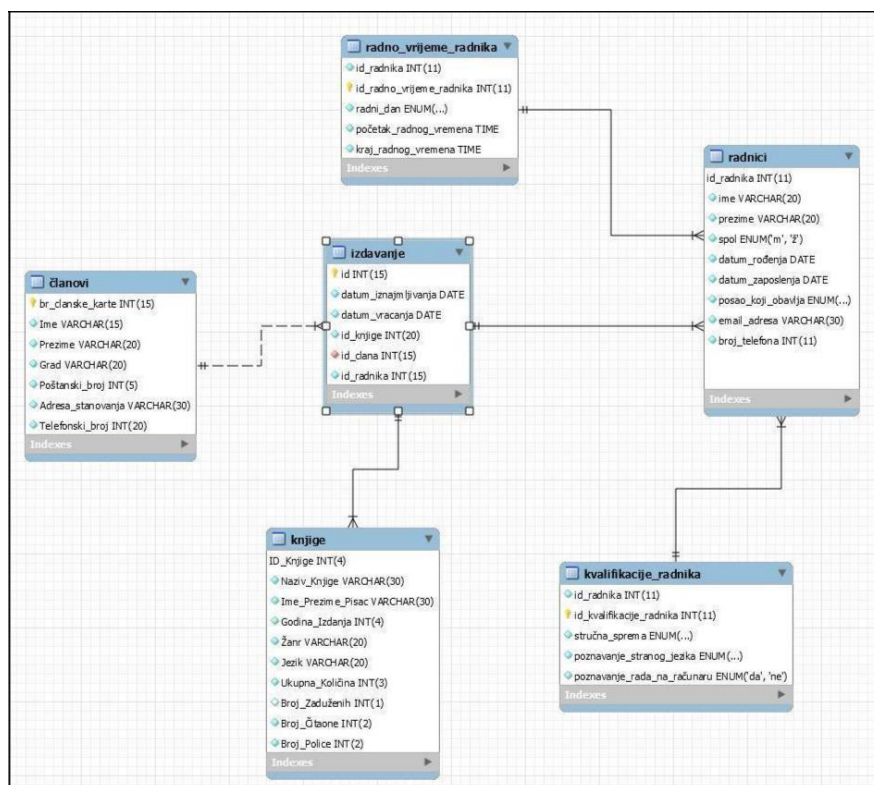 radno_vrijeme_radnika
id_radnika INT(11)
id_radno_vrijeme_radnika INT(11)
radni_dan ENUM(...)
početak_radnog_vremena TIME
kraj_radnog_vremena TIME
Indexes
radnici
id_radnika INT(11)
ime VARCHAR(20)
prezime VARCHAR(20)
spol ENUM('m', 'ž')
datum_rođenja DATE
datum_zaposlenja DATE
posao_koji_obavlja ENUM(...)
email_adresa VARCHAR(30)
broj_telefona INT(11)
Indexes
izdavanje
id INT(15)
datum_iznajmljivanja DATE
datum_vracanja DATE
id_knjige INT(20)
id_clana INT(15)
id_radnika INT(15)
Indexes
članovi
br_clanske_karte INT(15)
Ime VARCHAR(15)
Prezime VARCHAR(20)
Grad VARCHAR(20)
Poštanski_broj INT(5)
Adresa_stanovanja VARCHAR(30)
Telefonski_broj INT(20)
Indexes
knjige
ID_Knjige INT(4)
Naziv_Knjige VARCHAR(30)
Ime_Prezime_Pisac VARCHAR(30)
Godina_Izdanja INT(4)
Žanr VARCHAR(20)
Jezik VARCHAR(20)
Ukupna_Količina INT(3)
Broj_Zaduženih INT(1)
Broj_Čitaone INT(2)
Broj_Police INT(2)
Indexes
kvalifikacije_radnika
id_radnika INT(11)
id_kvalifikacije_radnika INT(11)
stručna_sprema ENUM(...)
poznavanje_stranog_jezika ENUM(...)
poznavanje_rada_na_računaru ENUM('da', 'ne')
Indexes